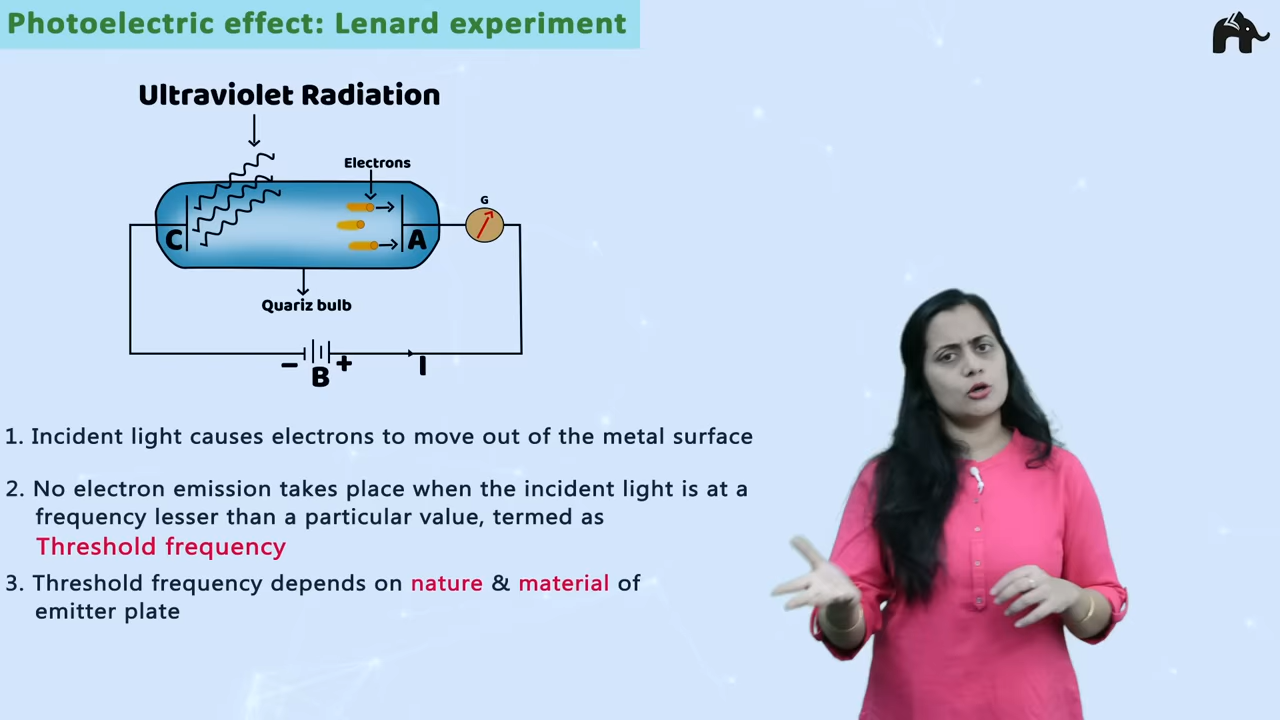 Photoelectric effect: Lenard experiment
Ultraviolet Radiation
Electrons
G
C
A
Quariz bulb
− +
B
I
1. Incident light causes electrons to move out of the metal surface
2. No electron emission takes place when the incident light is at a
frequency lesser than a particular value, termed as
Threshold frequency
3. Threshold frequency depends on nature & material of
emitter plate